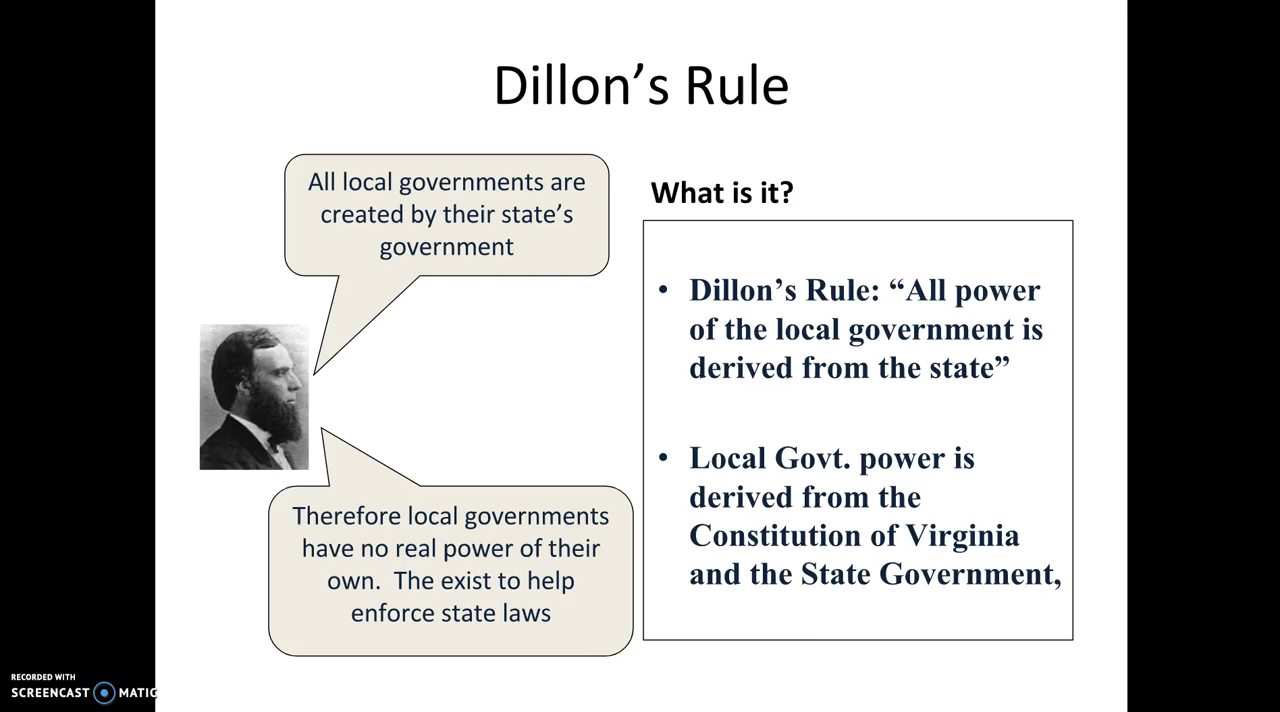 Dillon’s Rule
All local governments are
created by their state’s
government
What is it?
• Dillon’s Rule: “All power
of the local government is
derived from the state”
• Local Govt. power is
derived from the
Constitution of Virginia
and the State Government,
Therefore local governments
have no real power of their
own.  The exist to help
enforce state laws
RECORDED WITH
SCREENCAST MATIC